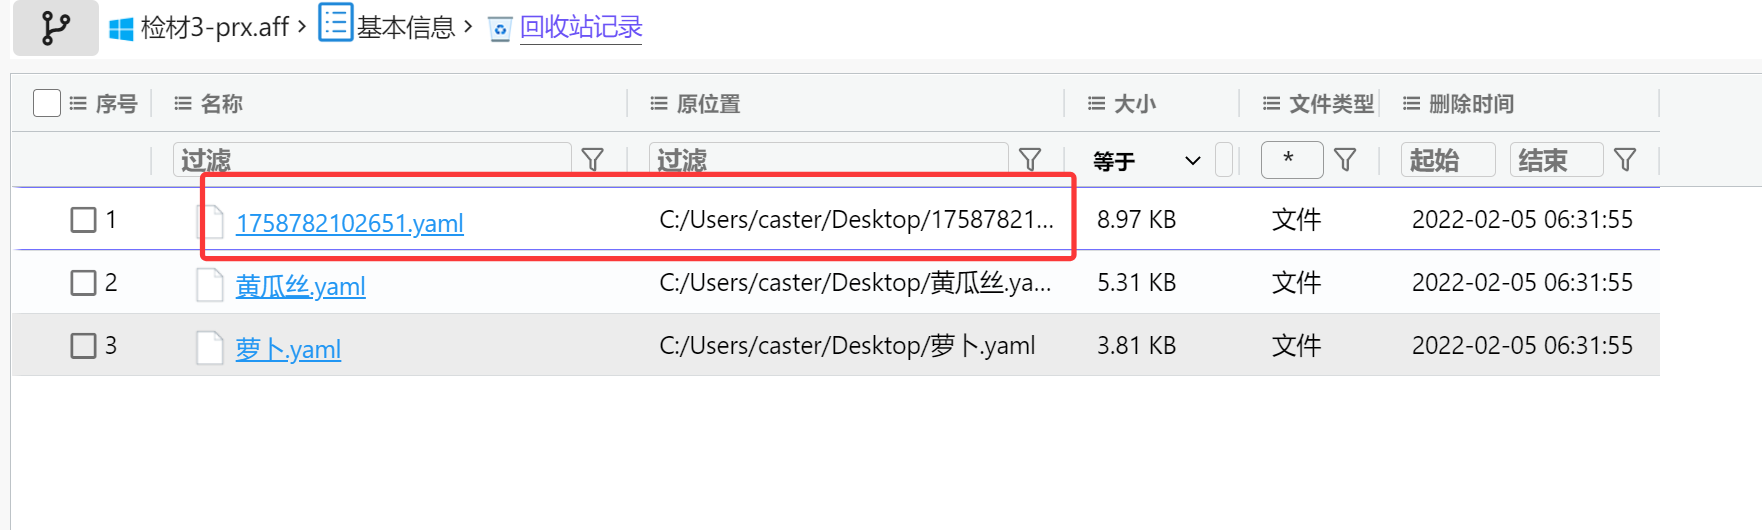 检材3-prx.aff › 基本信息 › 回收站记录
序号 名称 原位置 大小 文件类型 删除时间
过滤 过滤 等于 * 起始 结束
1 1758782102651.yaml C:/Users/caster/Desktop/17587821... 8.97 KB 文件 2022-02-05 06:31:55
2 黄瓜丝.yaml C:/Users/caster/Desktop/黄瓜丝.ya... 5.31 KB 文件 2022-02-05 06:31:55
3 萝卜.yaml C:/Users/caster/Desktop/萝卜.yaml 3.81 KB 文件 2022-02-05 06:31:55